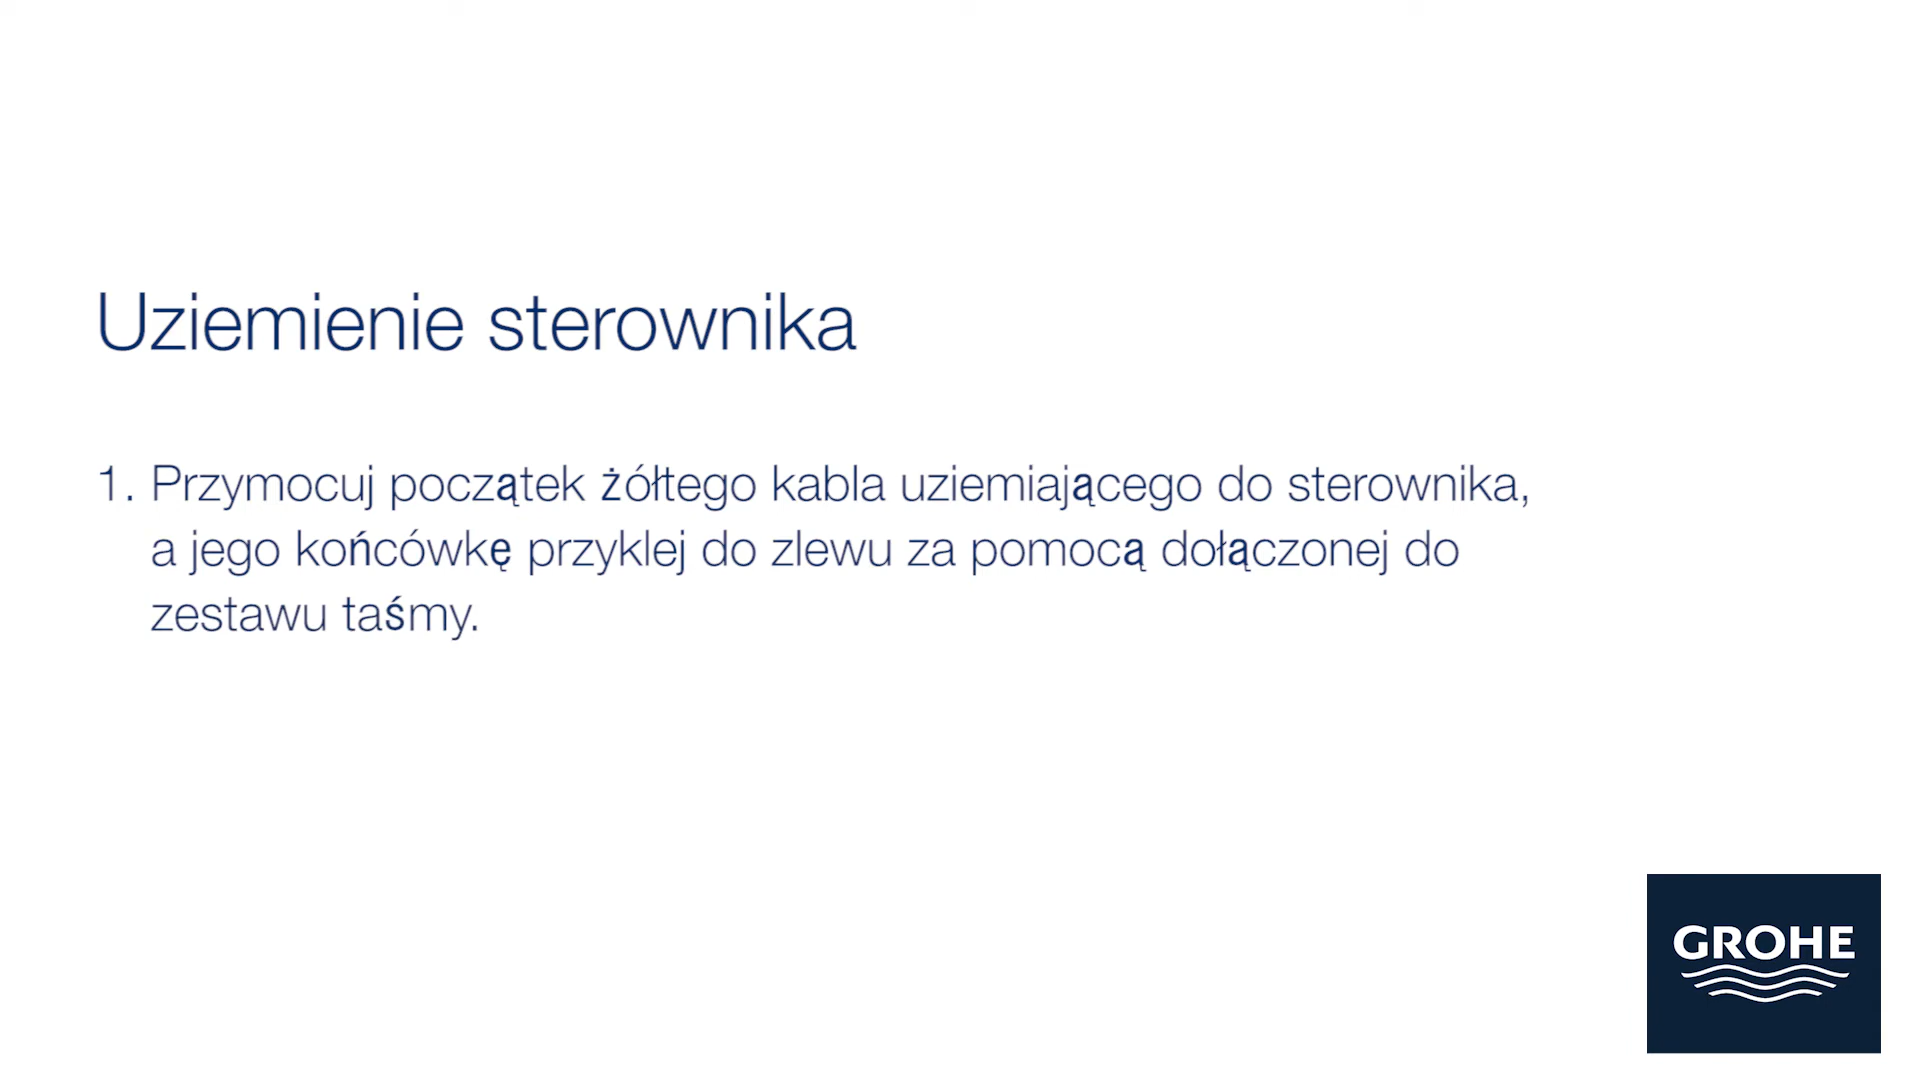 Uziemienie sterownika
1. Przymocuj początek żółtego kabla uziemiającego do sterownika,
a jego końcówkę przyklej do zlewu za pomocą dołączonej do
zestawu taśmy.
GROHE